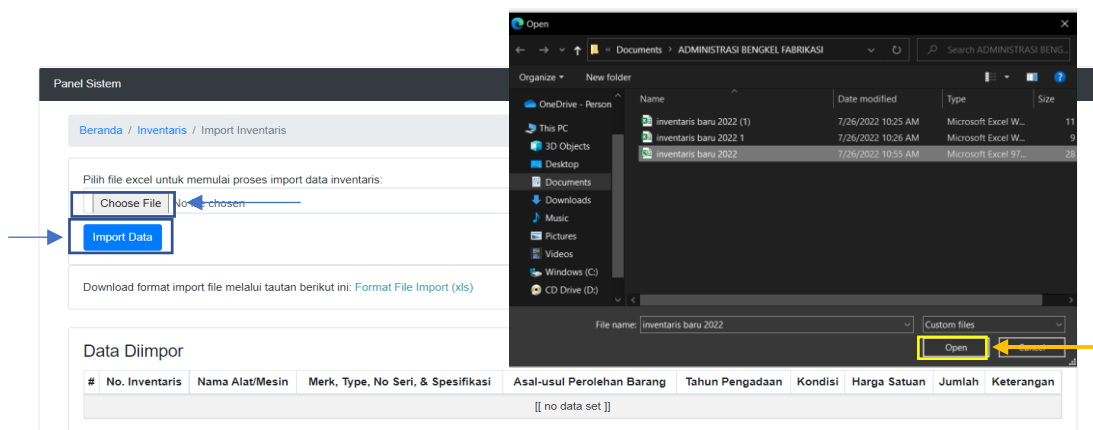 Panel Sistem
Beranda / Inventaris / Import Inventaris
Pilih file excel untuk memulai proses import data inventaris:
Choose File No file chosen
Import Data
Download format import file melalui tautan berikut ini: Format File Import (xls)
Data Diimpor
# No. Inventaris Nama Alat/Mesin Merk, Type, No Seri, & Spesifikasi Asal-usul Perolehan Barang Tahun Pengadaan Kondisi Harga Satuan Jumlah Keterangan
[[ no data set ]]
Open
« Documents › ADMINISTRASI BENGKEL FABRIKASI Search ADMINISTRASI BENG...
Organize New folder
OneDrive - Person
This PC
3D Objects
Desktop
Documents
Downloads
Music
Pictures
Videos
Windows (C:)
CD Drive (D:)
Name Date modified Type Size
inventaris baru 2022 (1) 7/26/2022 10:25 AM Microsoft Excel W... 11
inventaris baru 2022 1 7/26/2022 10:26 AM Microsoft Excel W... 9
inventaris baru 2022 7/26/2022 10:55 AM Microsoft Excel 97... 28
File name: inventaris baru 2022 Custom files
Open Cancel